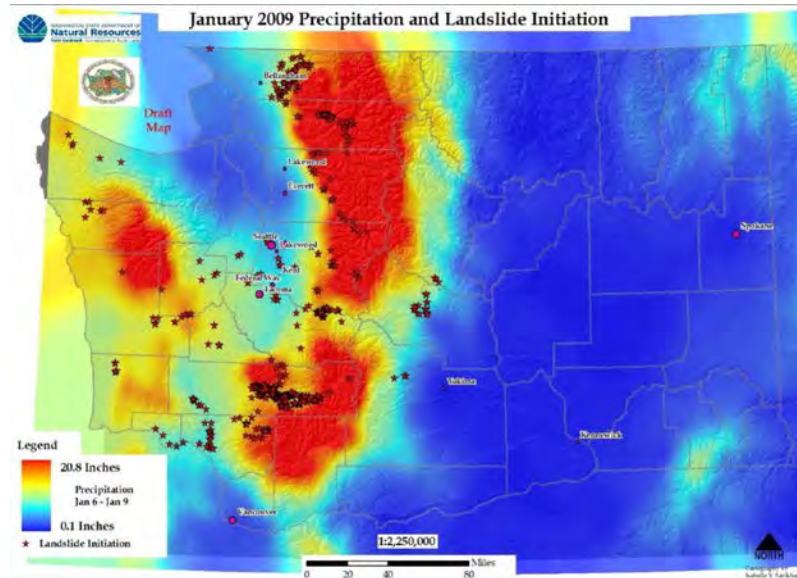 January 2009 Precipitation and Landslide Initiation
WASHINGTON STATE DEPARTMENT OF
Natural Resources
Draft
Map
Bellingham
Lakewood
Everett
Seattle
Lakewood
Kent
Federal Way
Tacoma
Spokane
Yakima
Kennewick
Vancouver
Legend
20.8 Inches
Precipitation
Jan 6 - Jan 9
0.1 Inches
Landslide Initiation
1:2,250,000
Miles
0 20 40 80
NORTH